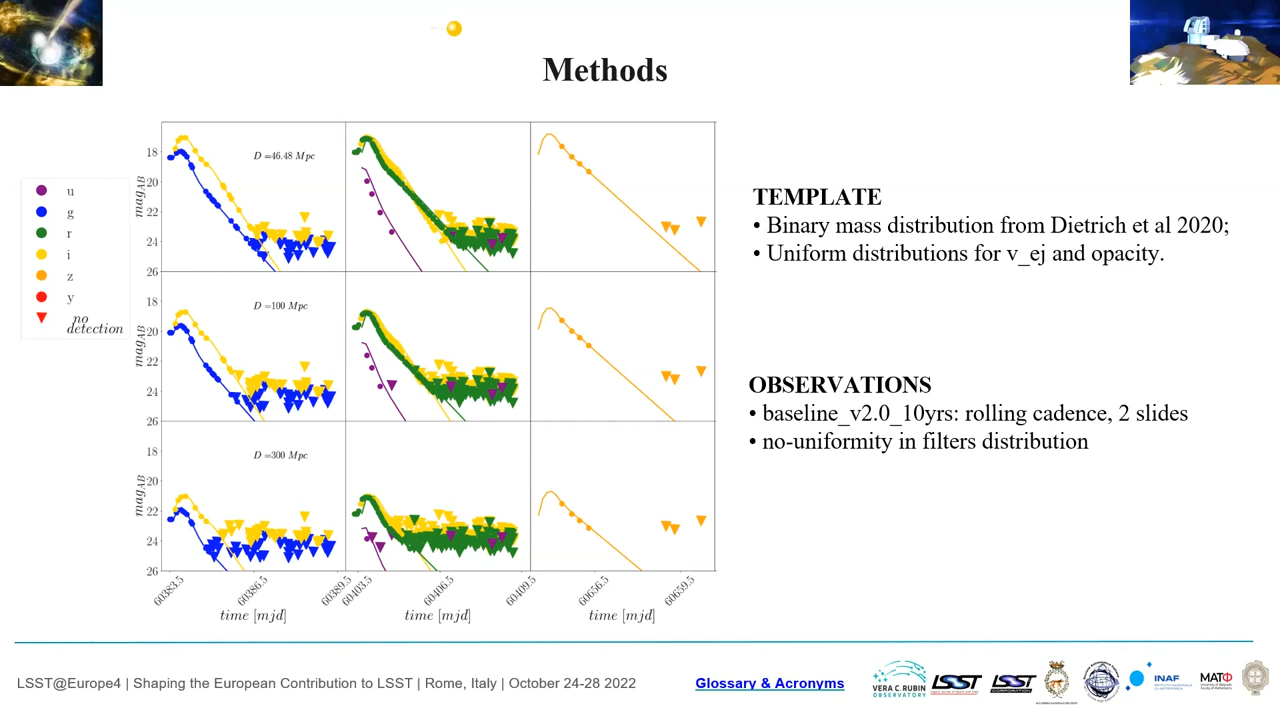 Methods
u
g
r
i
z
y
no
detection
mag_AB
18
20
22
24
26
D =46.48 Mpc
mag_AB
18
20
22
24
26
D =100 Mpc
mag_AB
18
20
22
24
26
D =300 Mpc
60383.5
60386.5
60389.5
60403.5
60406.5
60409.5
60656.5
60659.5
time [mjd]
time [mjd]
time [mjd]
TEMPLATE
• Binary mass distribution from Dietrich et al 2020;
• Uniform distributions for v_ej and opacity.
OBSERVATIONS
• baseline_v2.0_10yrs: rolling cadence, 2 slides
• no-uniformity in filters distribution
LSST@Europe4 | Shaping the European Contribution to LSST | Rome, Italy | October 24-28 2022
Glossary & Acronyms
VERA C. RUBIN
OBSERVATORY
LSST
LSST
CORPORATION
INAF
MATФ